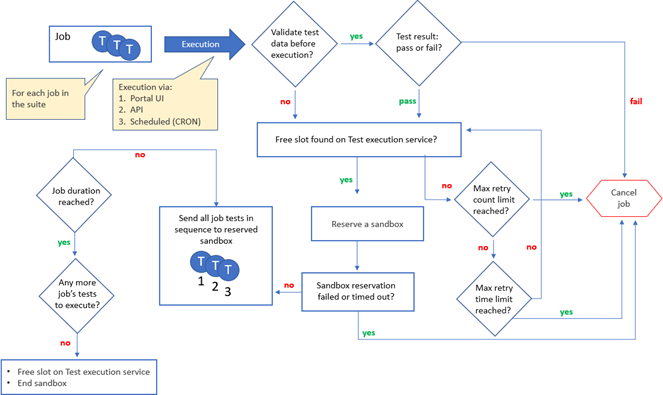 Job
T
T
T
Execution
Validate test
data before
execution?
yes
Test result:
pass or fail?
For each job in
the suite
Execution via:
1. Portal UI
2. API
3. Scheduled (CRON)
no
pass
fail
Free slot found on Test execution service?
no
Job duration
reached?
yes
no
Max retry
count limit
reached?
yes
Cancel
job
Send all job tests in
sequence to reserved
sandbox
T
T
T
1
2
3
Reserve a sandbox
yes
no
no
Any more
job's tests
to execute?
no
Sandbox reservation
failed or timed out?
Max retry
time limit
reached?
yes
yes
no
• Free slot on Test execution service
• End sandbox